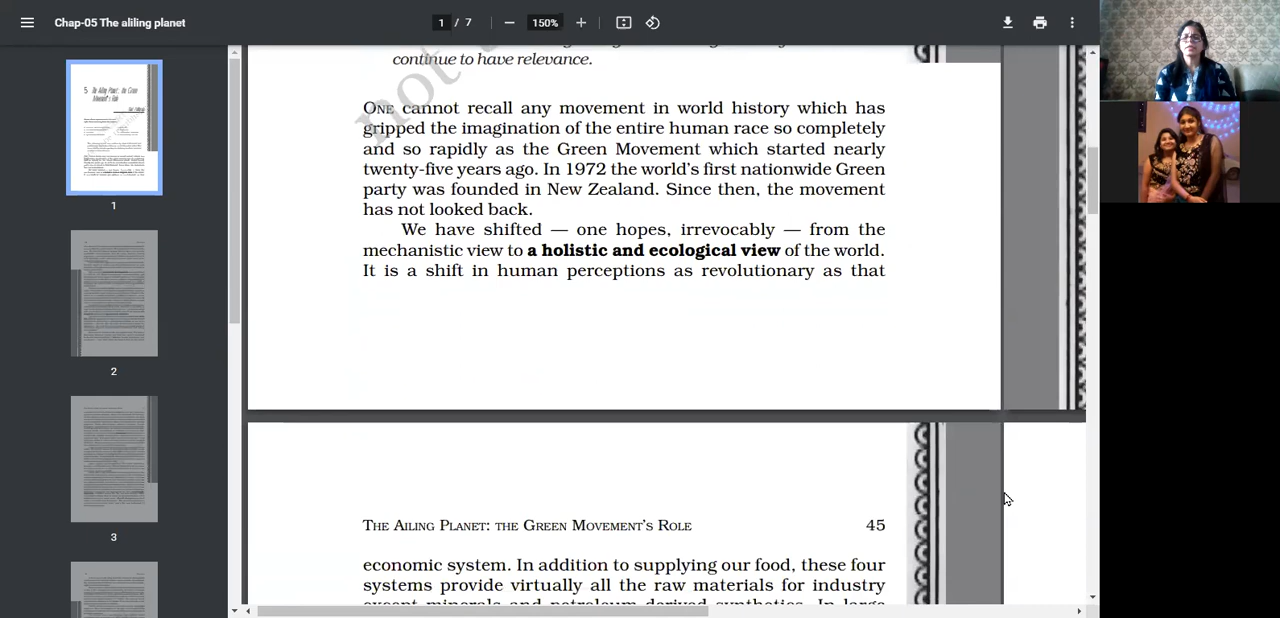 Chap-05 The aliling planet
1 / 7
150%
continue to have relevance.
not
ONE cannot recall any movement in world history which has
gripped the imagination of the entire human race so completely
and so rapidly as the Green Movement which started nearly
twenty-five years ago. In 1972 the world's first nationwide Green
party was founded in New Zealand. Since then, the movement
has not looked back.
We have shifted — one hopes, irrevocably — from the
mechanistic view to a holistic and ecological view of the world.
It is a shift in human perceptions as revolutionary as that
THE AILING PLANET: THE GREEN MOVEMENT'S ROLE 45
economic system. In addition to supplying our food, these four
systems provide virtually all the raw materials for industry
1
2
3